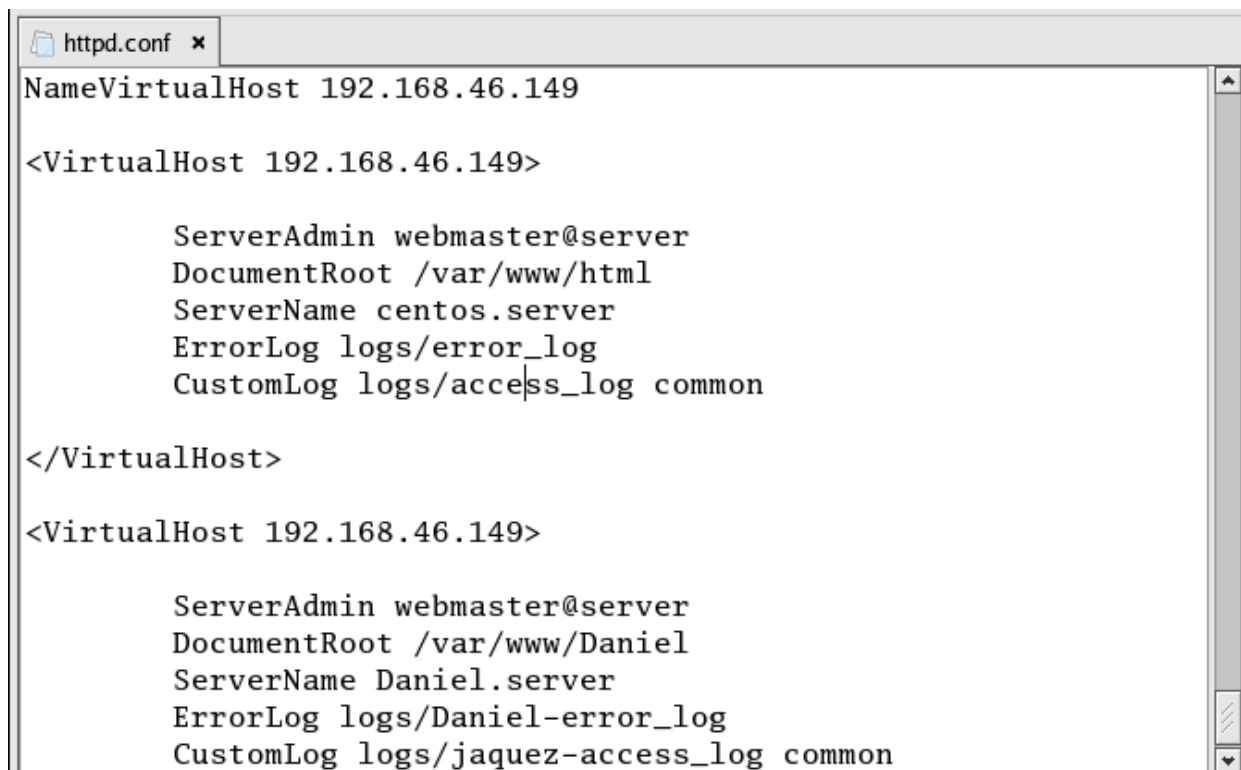 httpd.conf
NameVirtualHost 192.168.46.149
<VirtualHost 192.168.46.149>
ServerAdmin webmaster@server
DocumentRoot /var/www/html
ServerName centos.server
ErrorLog logs/error_log
CustomLog logs/access_log common
</VirtualHost>
<VirtualHost 192.168.46.149>
ServerAdmin webmaster@server
DocumentRoot /var/www/Daniel
ServerName Daniel.server
ErrorLog logs/Daniel-error_log
CustomLog logs/jaquez-access_log common